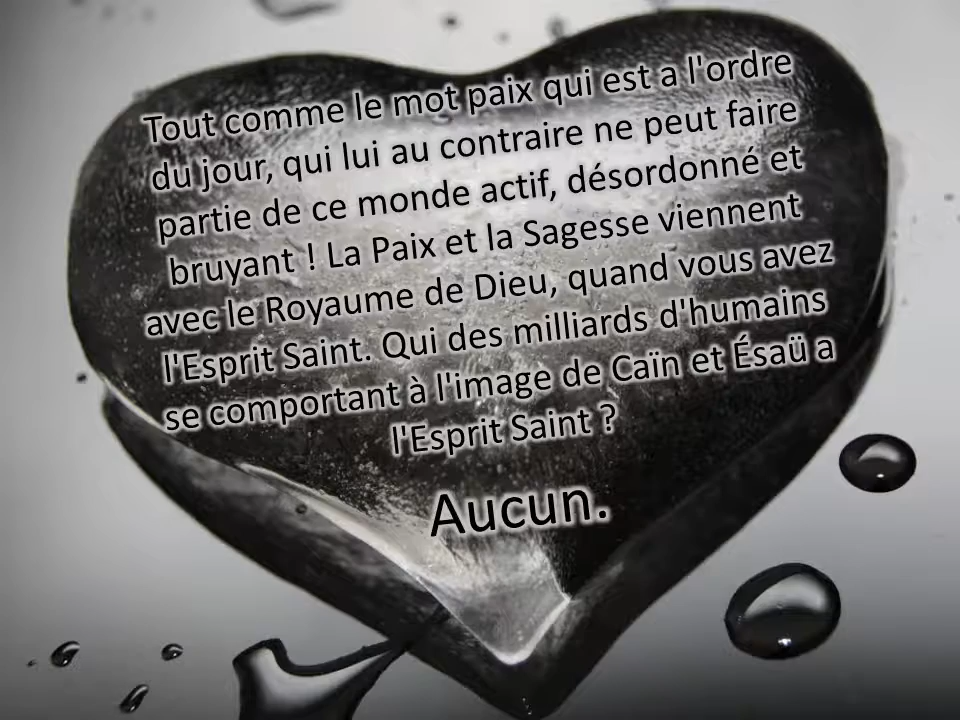 Tout comme le mot paix qui est a l'ordre
du jour, qui lui au contraire ne peut faire
partie de ce monde actif, désordonné et
bruyant ! La Paix et la Sagesse viennent
avec le Royaume de Dieu, quand vous avez
l'Esprit Saint. Qui des milliards d'humains
se comportant à l'image de Caïn et Ésaü a
l'Esprit Saint ?
Aucun.